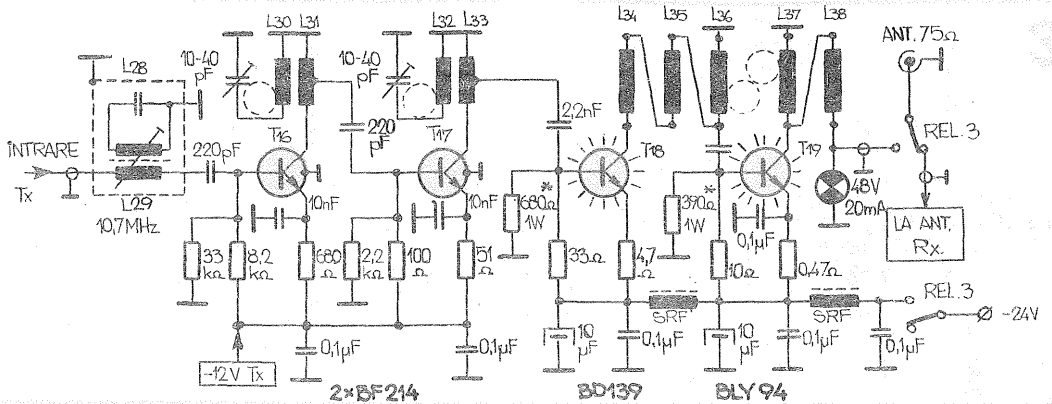 L30 L31
L32 L33
L34 L35 L36 L37 L38
ANT. 75Ω
10-40 pF
10-40 pF
L28
T16
220 pF
T17
2,2nF
T18
T19
REL. 3
INTRARE
Tx
220pF
L29
10,7MHz
10nF
10nF
680Ω * 1W
390Ω * 1W
0,1µF
48V
20mA
LA ANT.
Rx.
33 kΩ
8,2 kΩ
680 Ω
2,2 kΩ
100 Ω
51 Ω
33Ω
4,7 Ω
10Ω
0,47Ω
SRF
SRF
REL.3
-24V
0,1µF
0,1µF
10 µF
0,1µF
10 µF
0,1µF
0,1µF
-12V Tx
2×BF214
BD139
BLY94